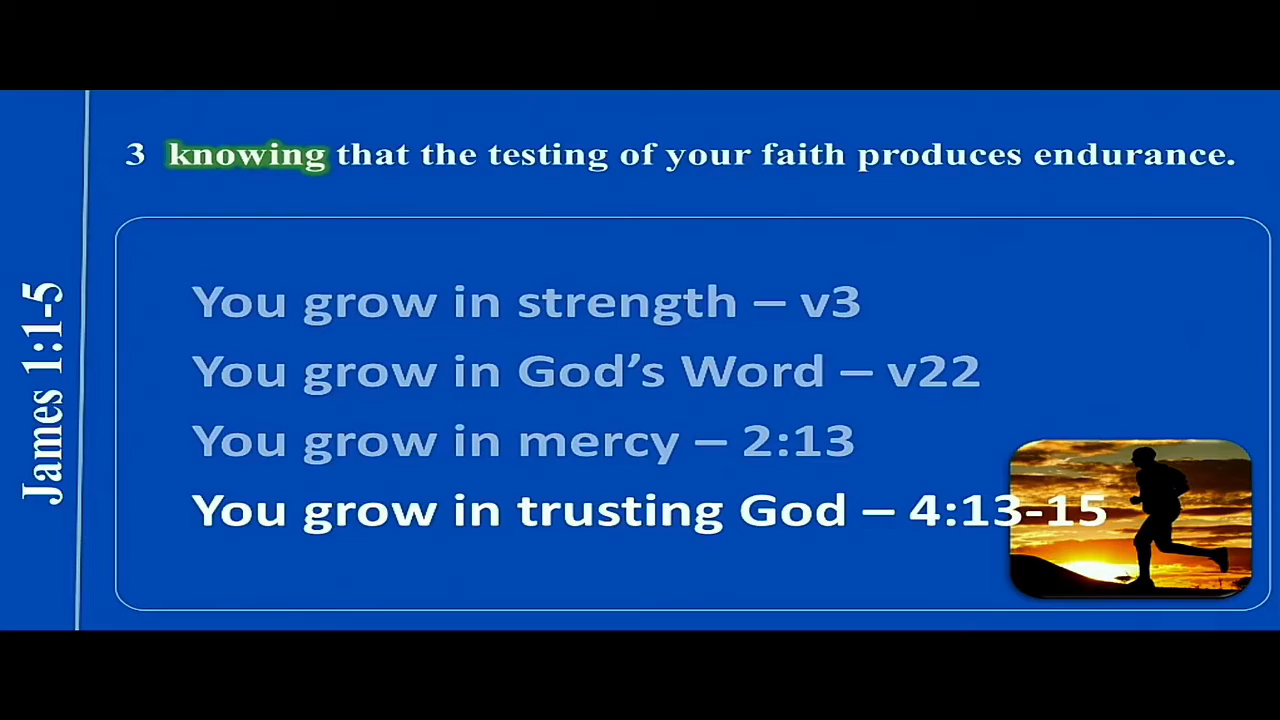 James 1:1-5
3 knowing that the testing of your faith produces endurance.
You grow in strength – v3
You grow in God’s Word – v22
You grow in mercy – 2:13
You grow in trusting God – 4:13-15